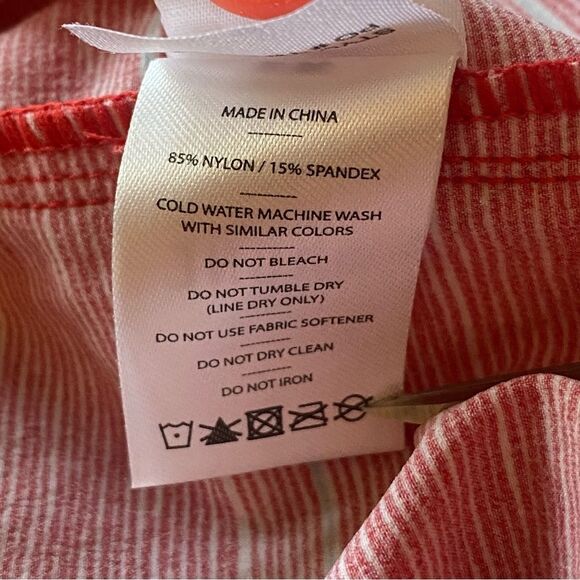 MADE IN CHINA
85% NYLON / 15% SPANDEX
COLD WATER MACHINE WASH
WITH SIMILAR COLORS
DO NOT BLEACH
DO NOT TUMBLE DRY
(LINE DRY ONLY)
DO NOT USE FABRIC SOFTENER
DO NOT DRY CLEAN
DO NOT IRON